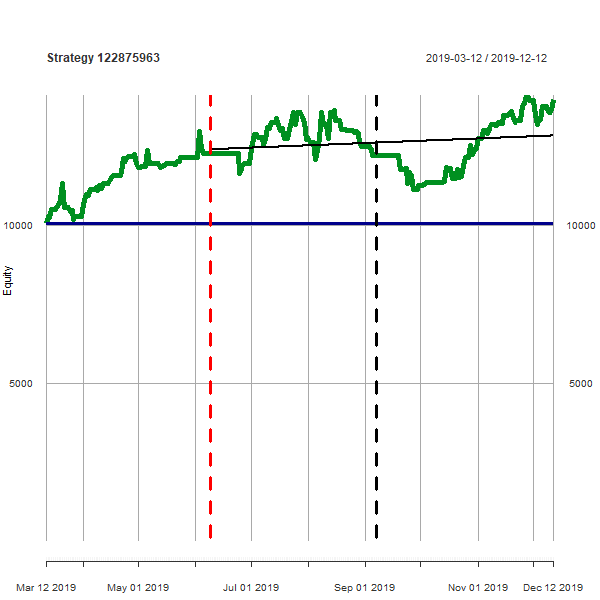 Strategy 122875963
2019-03-12 / 2019-12-12
10000
10000
Equity
5000
5000
Mar 12 2019
May 01 2019
Jul 01 2019
Sep 01 2019
Nov 01 2019
Dec 12 2019